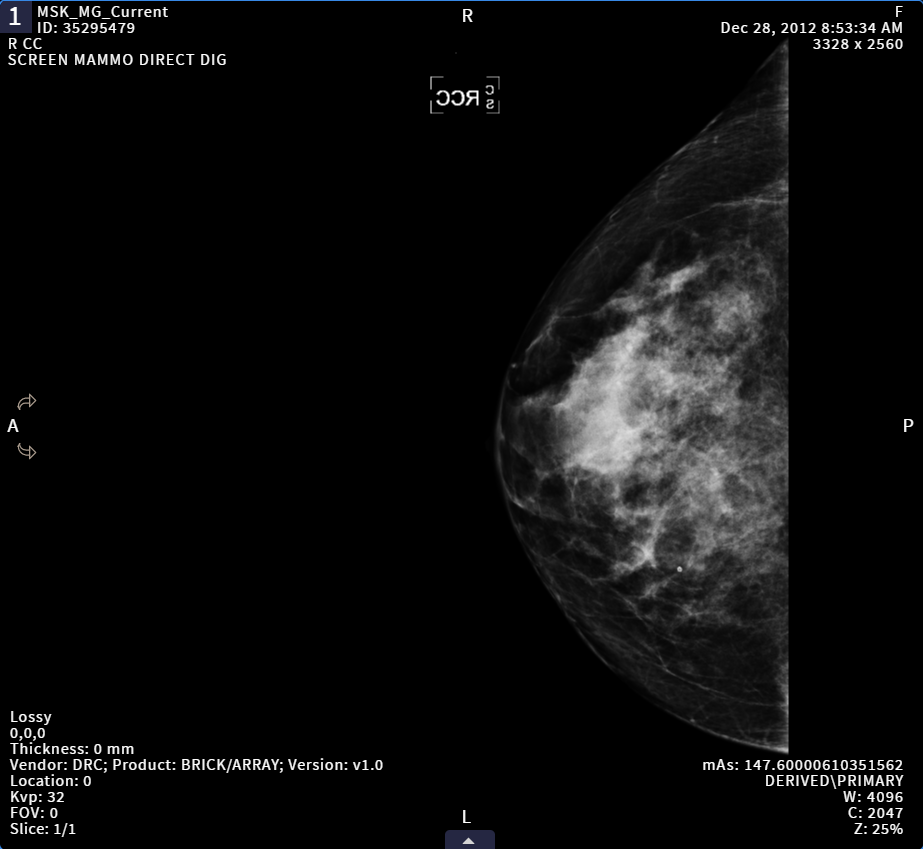 1
MSK_MG_Current
ID: 35295479
R CC
SCREEN MAMMO DIRECT DIG
R
F
Dec 28, 2012 8:53:34 AM
3328 x 2560
RCC
C
S
A
P
Lossy
0,0,0
Thickness: 0 mm
Vendor: DRC; Product: BRICK/ARRAY; Version: v1.0
Location: 0
Kvp: 32
FOV: 0
Slice: 1/1
L
mAs: 147.60000610351562
DERIVED\PRIMARY
W: 4096
C: 2047
Z: 25%